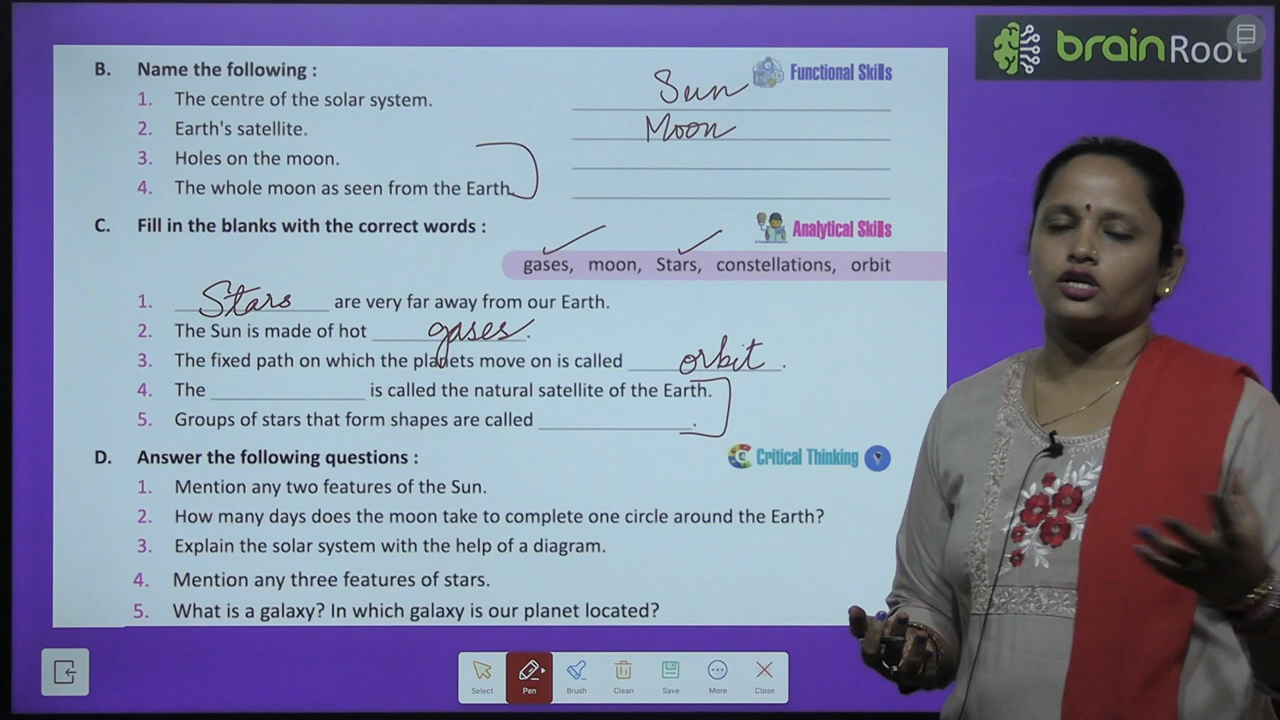 brainRoot
B. Name the following : Functional Skills
1. The centre of the solar system. Sun
2. Earth's satellite. Moon
3. Holes on the moon.
4. The whole moon as seen from the Earth.
C. Fill in the blanks with the correct words : Analytical Skills
gases, moon, Stars, constellations, orbit
1. Stars are very far away from our Earth.
2. The Sun is made of hot gases.
3. The fixed path on which the planets move on is called orbit.
4. The ______ is called the natural satellite of the Earth.
5. Groups of stars that form shapes are called ______.
D. Answer the following questions : Critical Thinking
1. Mention any two features of the Sun.
2. How many days does the moon take to complete one circle around the Earth?
3. Explain the solar system with the help of a diagram.
4. Mention any three features of stars.
5. What is a galaxy? In which galaxy is our planet located?
Select Pen Brush Clean Save More Close